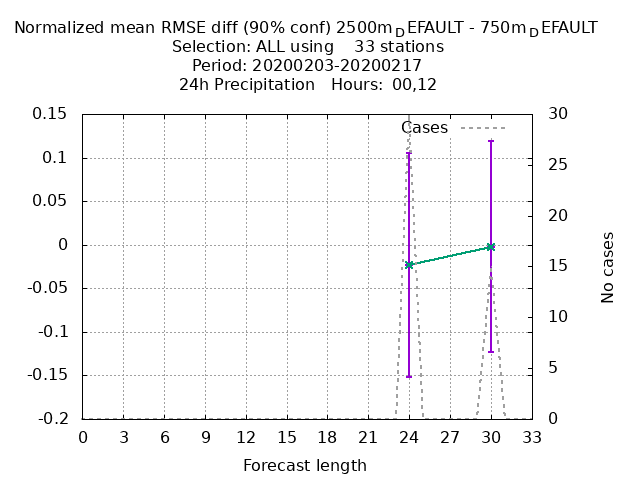 Normalized mean RMSE diff (90% conf) 2500mDEFAULT - 750mDEFAULT
Selection: ALL using 33 stations
Period: 20200203-20200217
24h Precipitation Hours: 00,12
Cases
0.15
0.1
0.05
0
-0.05
-0.1
-0.15
-0.2
30
25
20
15
10
5
0
No cases
0 3 6 9 12 15 18 21 24 27 30 33
Forecast length